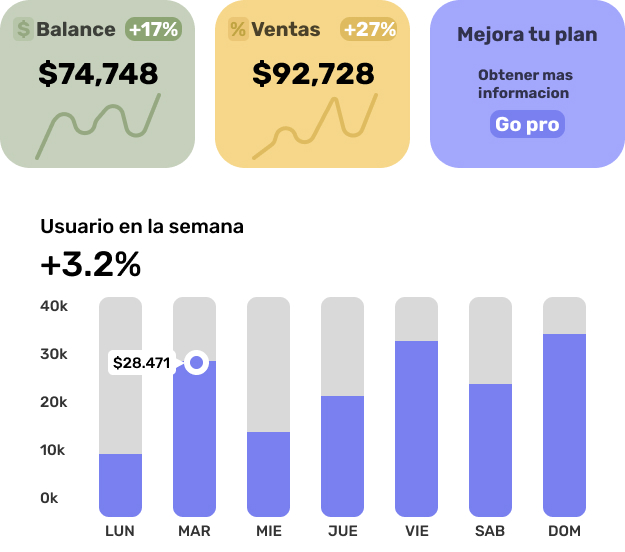 $ Balance +17%
$74,748
% Ventas +27%
$92,728
Mejora tu plan
Obtener mas
informacion
Go pro
Usuario en la semana
+3.2%
40k
30k
$28.471
20k
10k
0k
LUN MAR MIE JUE VIE SAB DOM